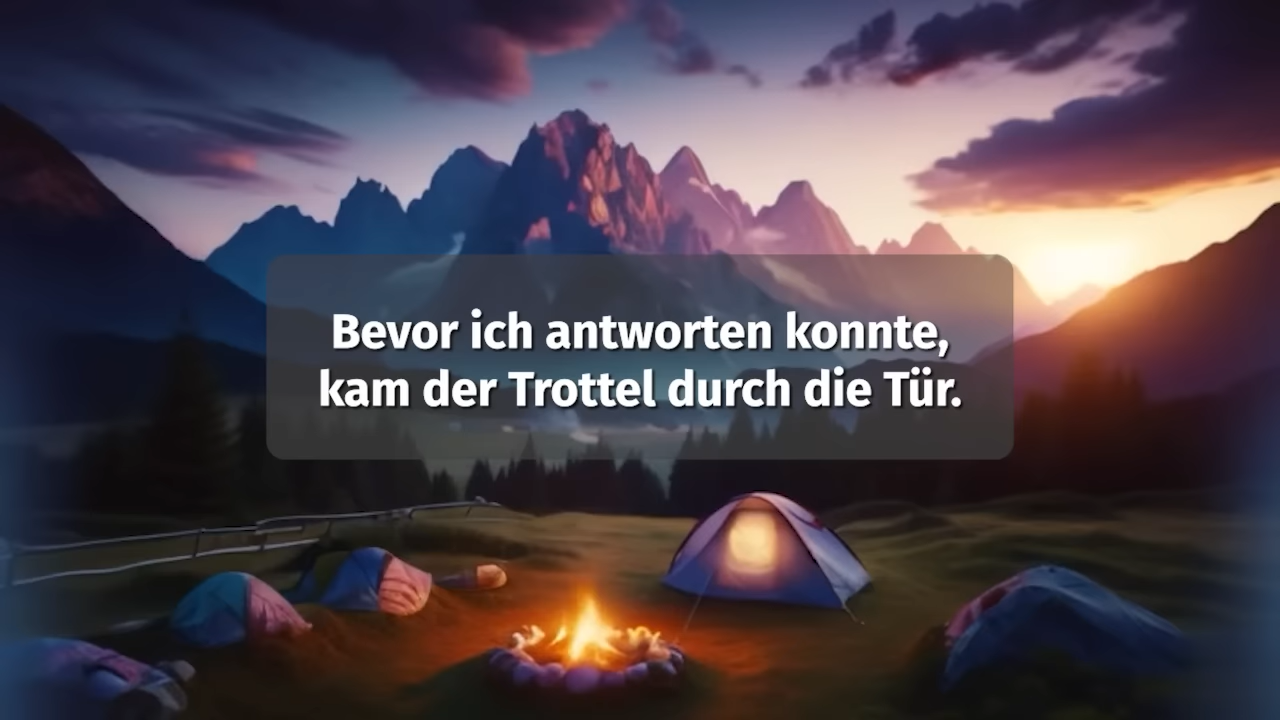 Bevor ich antworten konnte,
kam der Trottel durch die Tür.